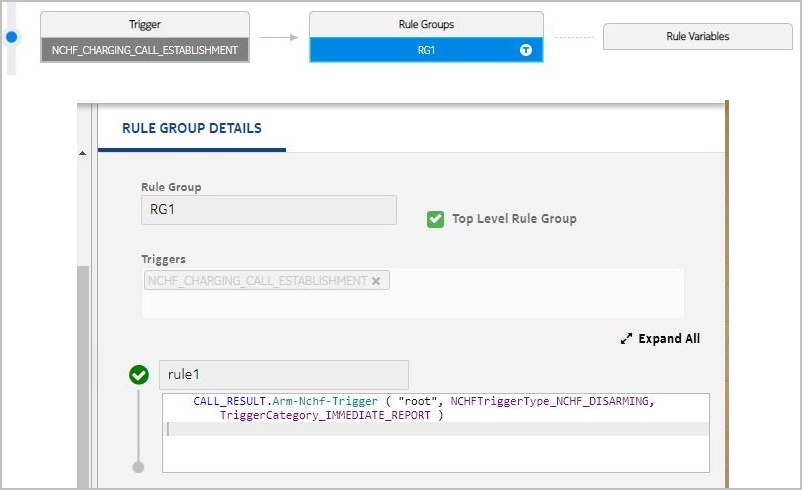 Trigger
NCHF_CHARGING_CALL_ESTABLISHMENT
Rule Groups
RG1
T
Rule Variables
RULE GROUP DETAILS
Rule Group
RG1
Top Level Rule Group
Triggers
NCHF_CHARGING_CALL_ESTABLISHMENT
Expand All
rule1
CALL_RESULT.Arm-Nchf-Trigger ( "root", NCHFTriggerType_NCHF_DISARMING,
TriggerCategory_IMMEDIATE_REPORT )